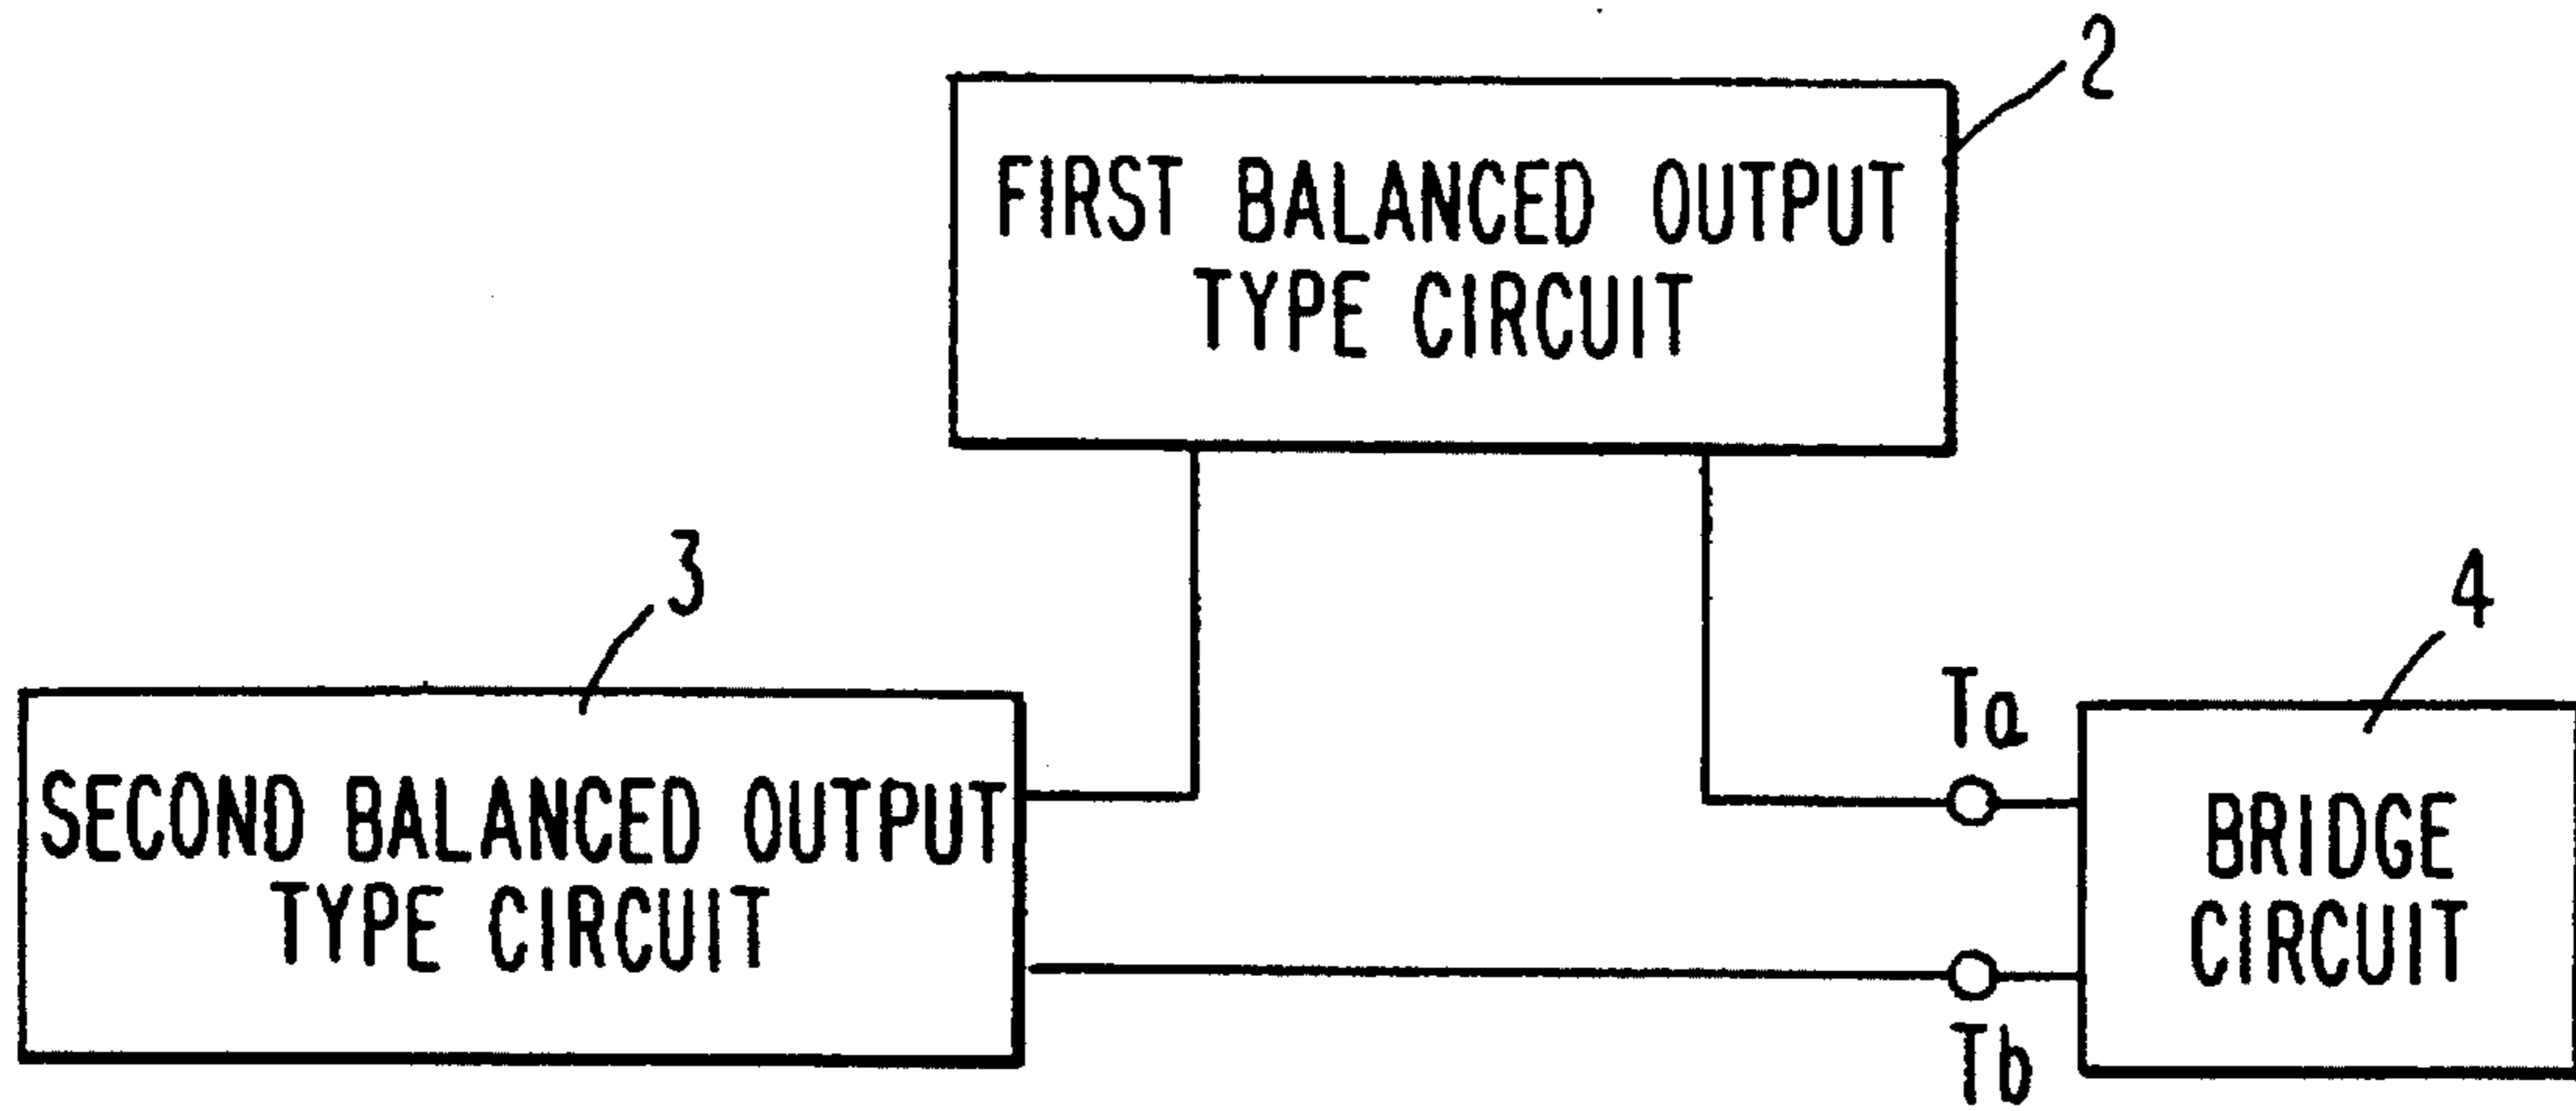 2
FIRST BALANCED OUTPUT
TYPE CIRCUIT
3
4
Ta
SECOND BALANCED OUTPUT
TYPE CIRCUIT
BRIDGE
CIRCUIT
Tb